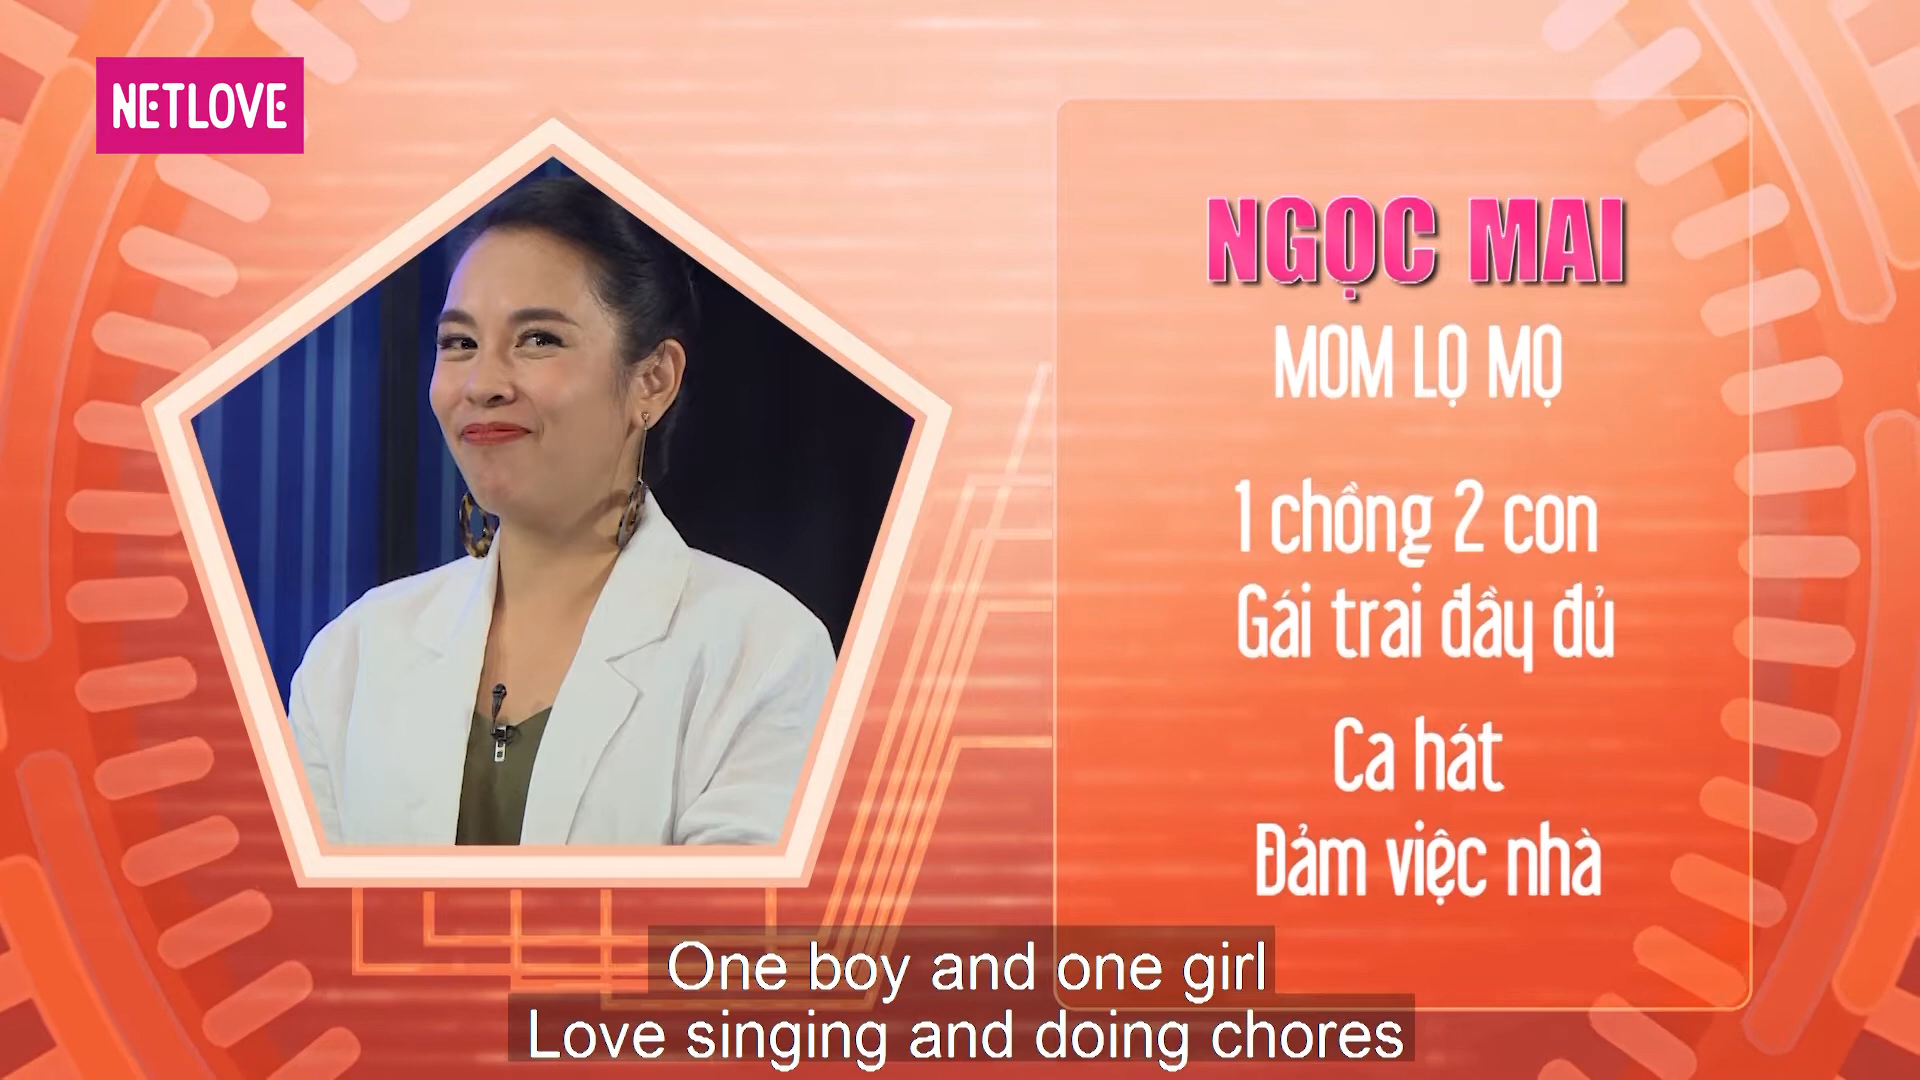 NETLOVE
NGỌC MAI
MOM LỌ MỌ
1 chồng 2 con
Gái trai đầy đủ
Ca hát
Đảm việc nhà
One boy and one girl
Love singing and doing chores